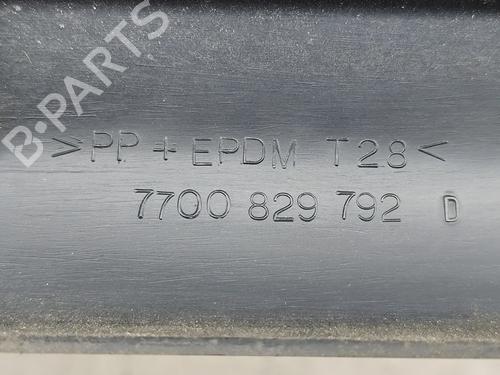 B-PARTS
>PP + EPDM T28<
7700 829 792 D